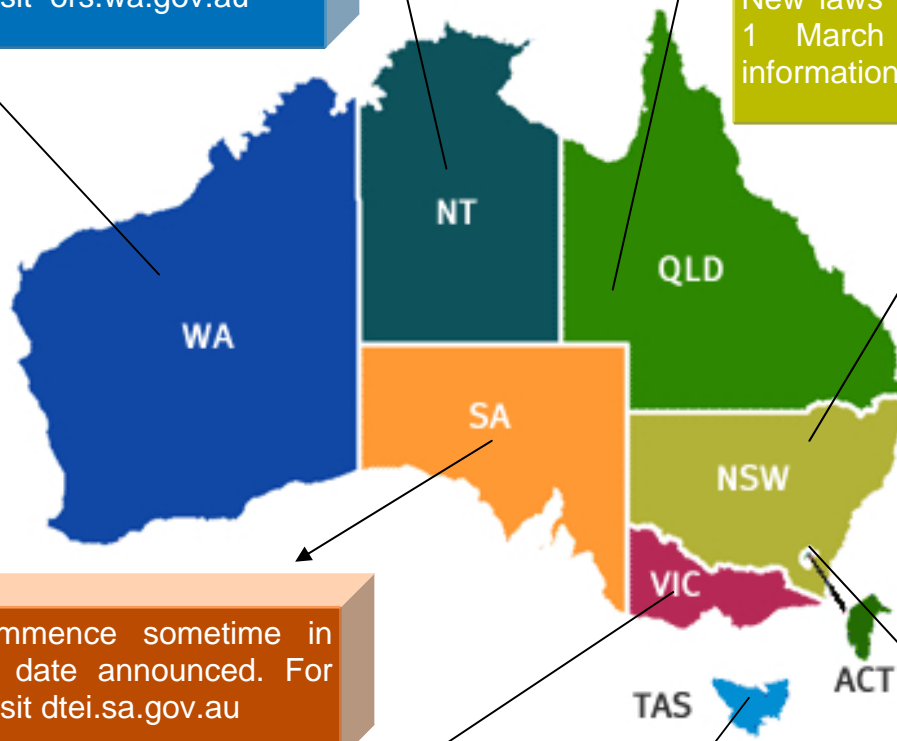 sit ors.wa.gov.au
New laws
1 March
information
NT
QLD
WA
SA
NSW
VIC
mmence sometime in
date announced. For
sit dtei.sa.gov.au
ACT
TAS